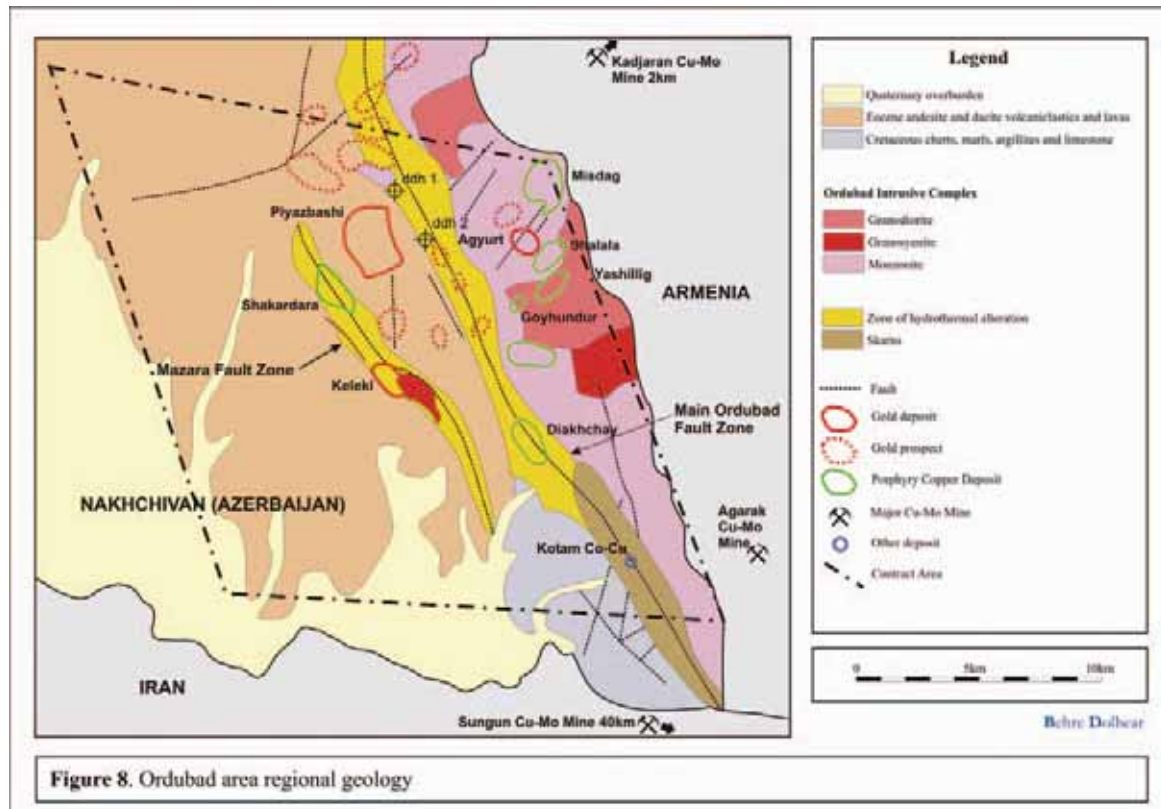 Kadjaran Cu-Mo
Mine 2km
Misdag
ddh 1
Piyazbashi
ddh 2
Agyurt
Shalala
Yashillig
ARMENIA
Shakardara
Goyhundur
Mazara Fault Zone
Keleki
Main Ordubad
Fault Zone
Diakhchay
NAKHCHIVAN (AZERBAIJAN)
Agarak
Cu-Mo
Mine
Kotam Co-Cu
IRAN
Sungun Cu-Mo Mine 40km
Legend
Quaternary overburden
Eocene andesite and dacite volcaniclastics and lavas
Cretaceous cherts, marls, argillites and limestone
Ordubad Intrusive Complex
Granodiorite
Granosyenite
Monzonite
Zone of hydrothermal alteration
Skarns
Fault
Gold deposit
Gold prospect
Porphyry Copper Deposit
Major Cu-Mo Mine
Other deposit
Contract Area
0 5km 10km
Behre Dolbear
Figure 8. Ordubad area regional geology